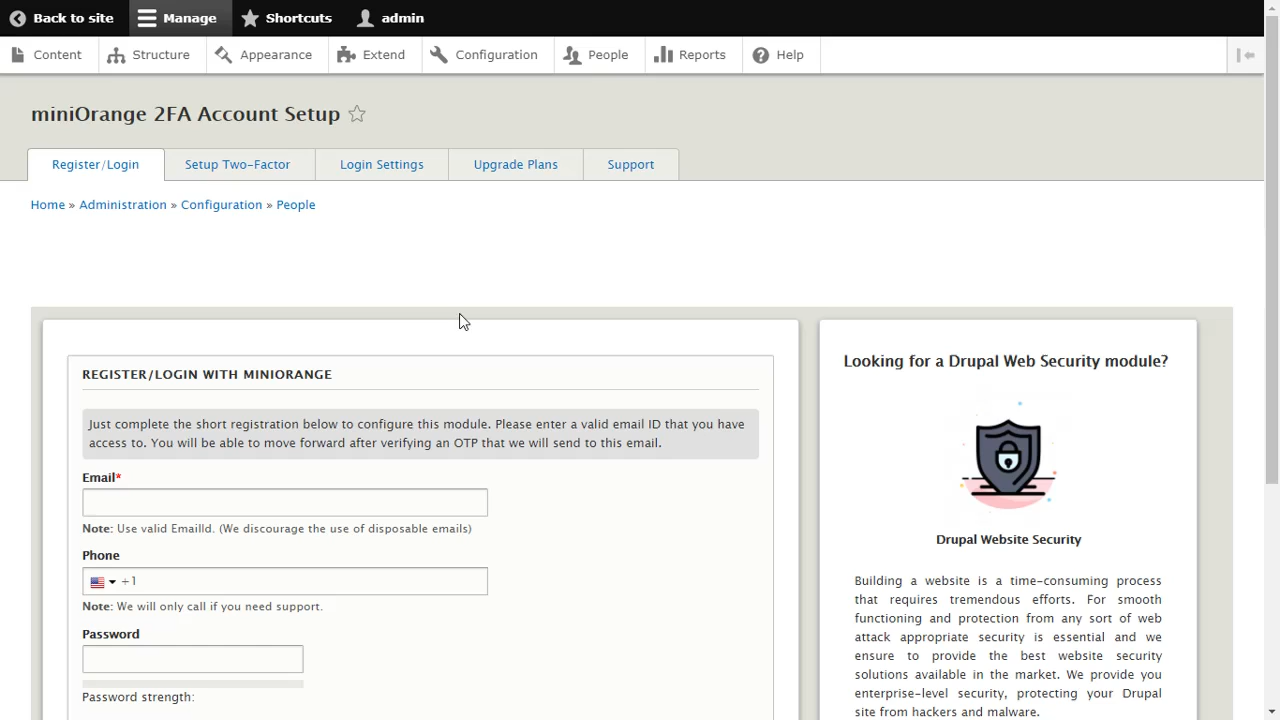 Back to site Manage Shortcuts admin
Content Structure Appearance Extend Configuration People Reports Help
miniOrange 2FA Account Setup
Register/Login Setup Two-Factor Login Settings Upgrade Plans Support
Home » Administration » Configuration » People
REGISTER/LOGIN WITH MINIORANGE
Just complete the short registration below to configure this module. Please enter a valid email ID that you have
access to. You will be able to move forward after verifying an OTP that we will send to this email.
Email*
Note: Use valid EmailId. (We discourage the use of disposable emails)
Phone
+1
Note: We will only call if you need support.
Password
Password strength:
Looking for a Drupal Web Security module?
Drupal Website Security
Building a website is a time-consuming process
that requires tremendous efforts. For smooth
functioning and protection from any sort of web
attack appropriate security is essential and we
ensure to provide the best website security
solutions available in the market. We provide you
enterprise-level security, protecting your Drupal
site from hackers and malware.